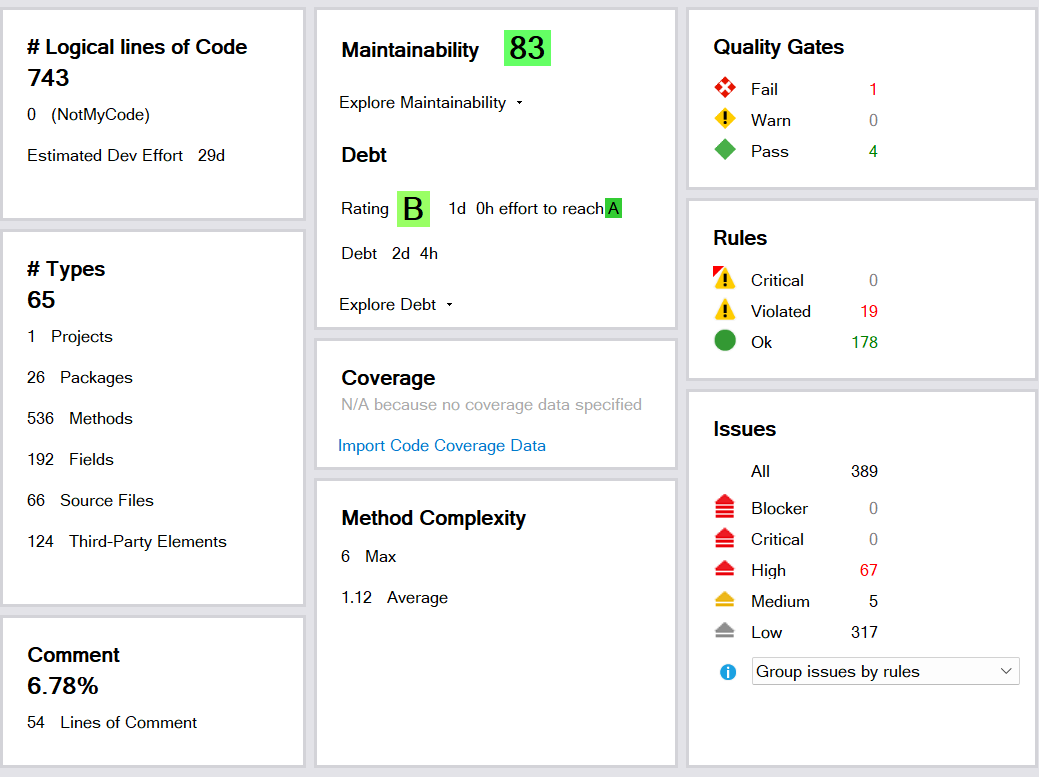 # Logical lines of Code
743
0 (NotMyCode)
Estimated Dev Effort 29d
# Types
65
1 Projects
26 Packages
536 Methods
192 Fields
66 Source Files
124 Third-Party Elements
Comment
6.78%
54 Lines of Comment
Maintainability 83
Explore Maintainability
Debt
Rating B 1d 0h effort to reach A
Debt 2d 4h
Explore Debt
Coverage
N/A because no coverage data specified
Import Code Coverage Data
Method Complexity
6 Max
1.12 Average
Quality Gates
Fail 1
Warn 0
Pass 4
Rules
Critical 0
Violated 19
Ok 178
Issues
All 389
Blocker 0
Critical 0
High 67
Medium 5
Low 317
Group issues by rules